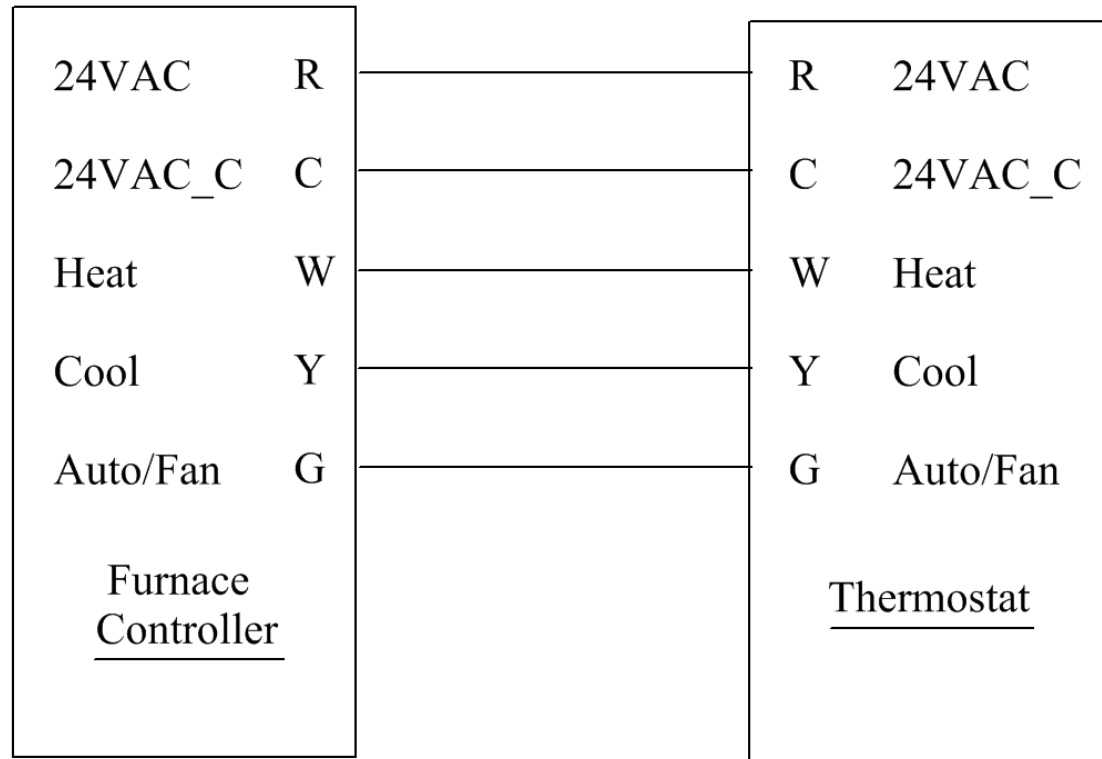 24VAC R R 24VAC
24VAC_C C C 24VAC_C
Heat W W Heat
Cool Y Y Cool
Auto/Fan G G Auto/Fan
Furnace
Controller
Thermostat